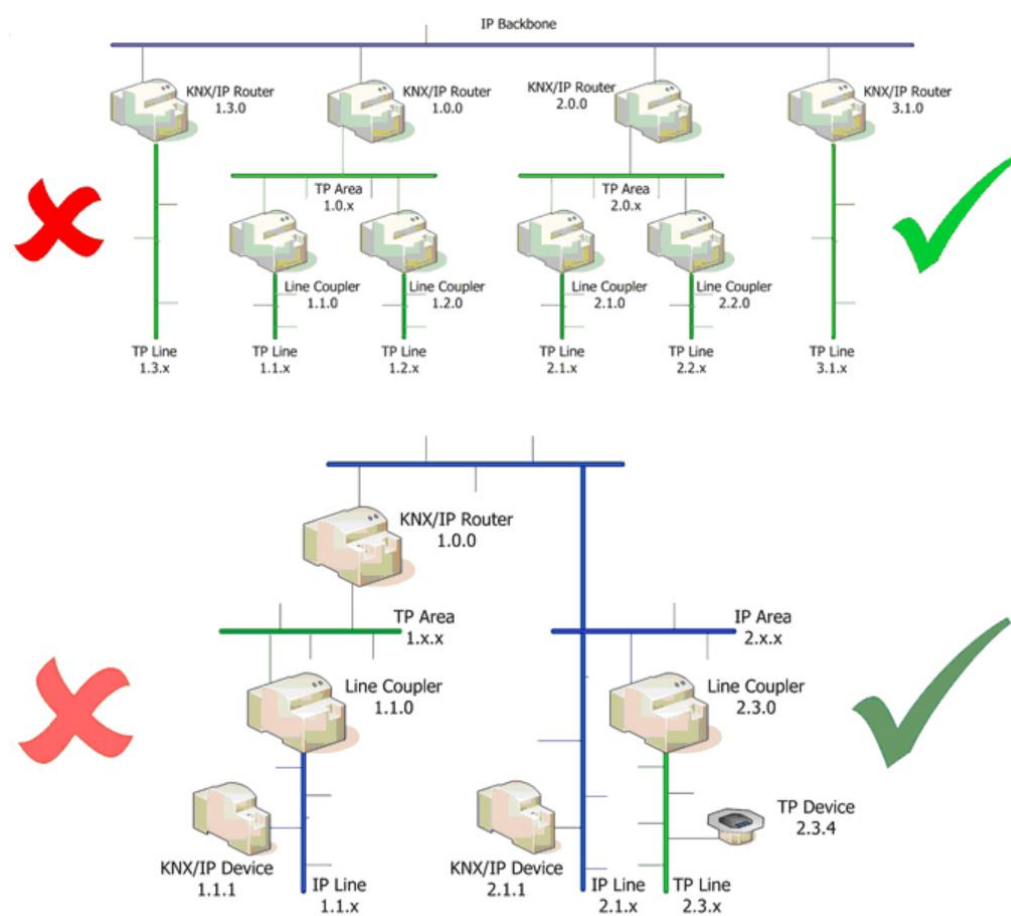 IP Backbone
KNX/IP Router
1.3.0
KNX/IP Router
1.0.0
KNX/IP Router
2.0.0
KNX/IP Router
3.1.0
TP Area
1.0.x
TP Area
2.0.x
Line Coupler
1.1.0
Line Coupler
1.2.0
Line Coupler
2.1.0
Line Coupler
2.2.0
TP Line
1.3.x
TP Line
1.1.x
TP Line
1.2.x
TP Line
2.1.x
TP Line
2.2.x
TP Line
3.1.x
KNX/IP Router
1.0.0
TP Area
1.x.x
IP Area
2.x.x
Line Coupler
1.1.0
Line Coupler
2.3.0
TP Device
2.3.4
KNX/IP Device
1.1.1
KNX/IP Device
2.1.1
IP Line
1.1.x
IP Line
2.1.x
TP Line
2.3.x